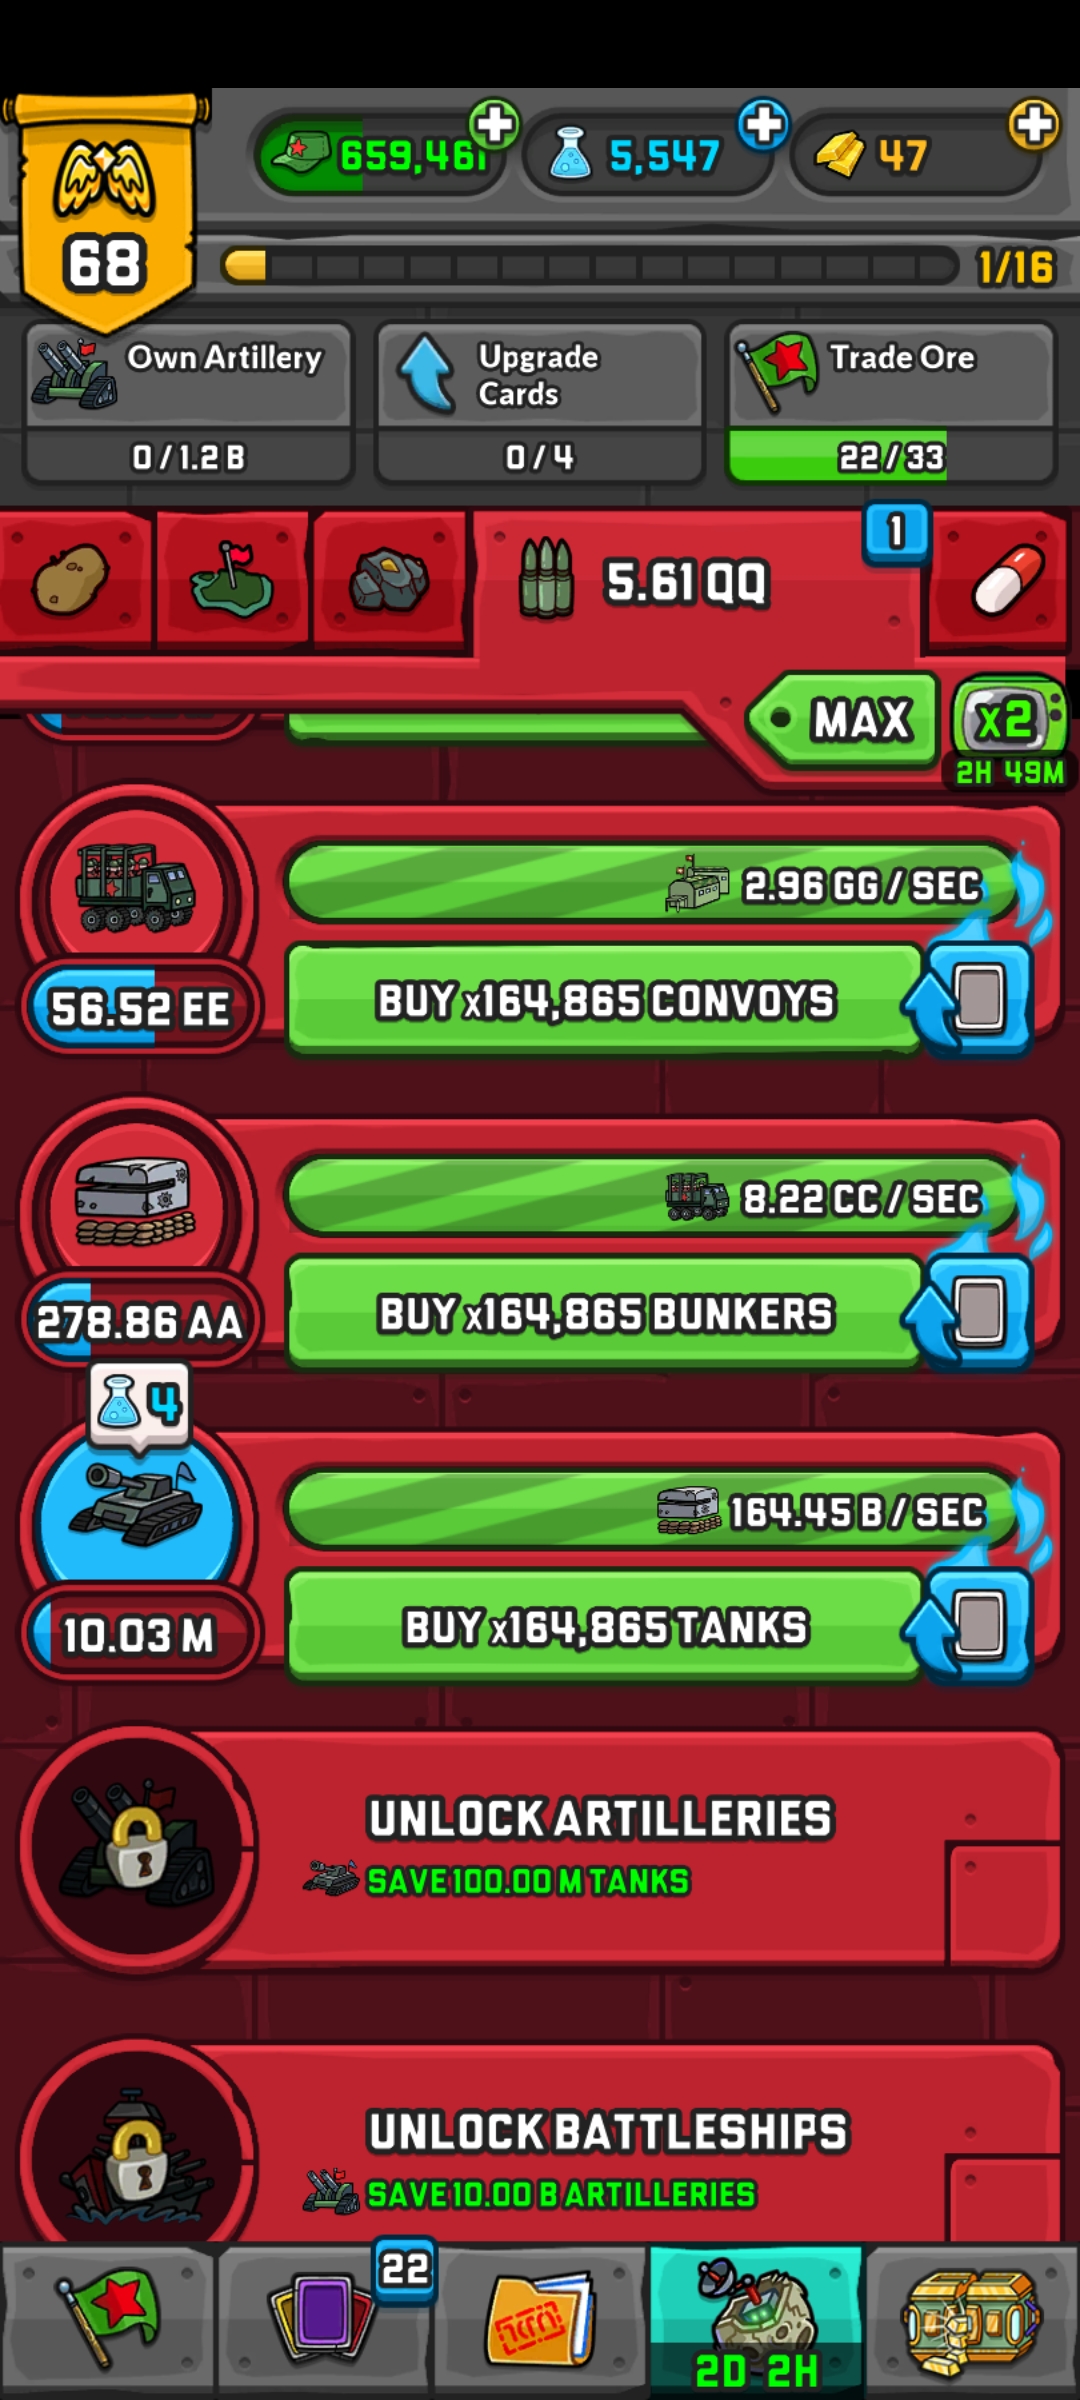 659,461
5,547
47
68
1/16
Own Artillery
0 / 1.2 B
Upgrade
Cards
0 / 4
Trade Ore
22 / 33
5.61 QQ
1
MAX
x2
2H 49M
2.96 GG / SEC
56.52 EE
BUY x164,865 CONVOYS
8.22 CC / SEC
278.86 AA
BUY x164,865 BUNKERS
4
164.45 B / SEC
10.03 M
BUY x164,865 TANKS
UNLOCK ARTILLERIES
SAVE 100.00 M TANKS
UNLOCK BATTLESHIPS
SAVE 10.00 B ARTILLERIES
22
2D 2H